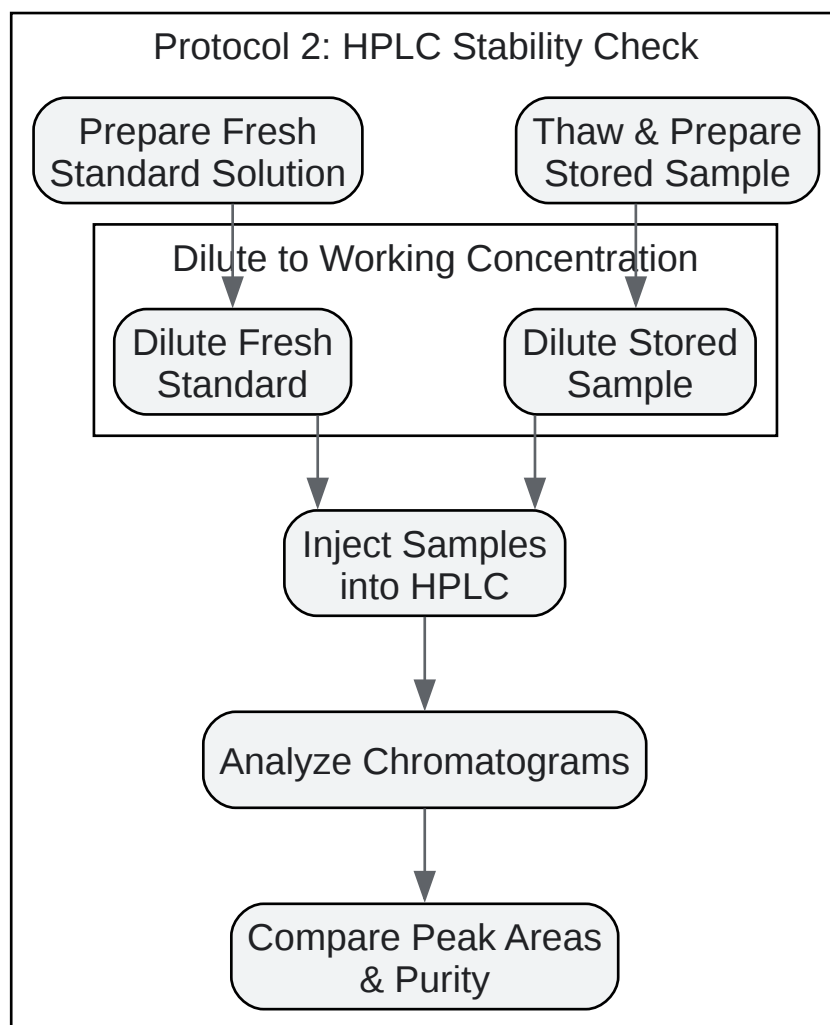 Protocol 2: HPLC Stability Check
Prepare Fresh
Standard Solution
Thaw & Prepare
Stored Sample
Dilute to Working Concentration
Dilute Fresh
Standard
Dilute Stored
Sample
Inject Samples
into HPLC
Analyze Chromatograms
Compare Peak Areas
& Purity